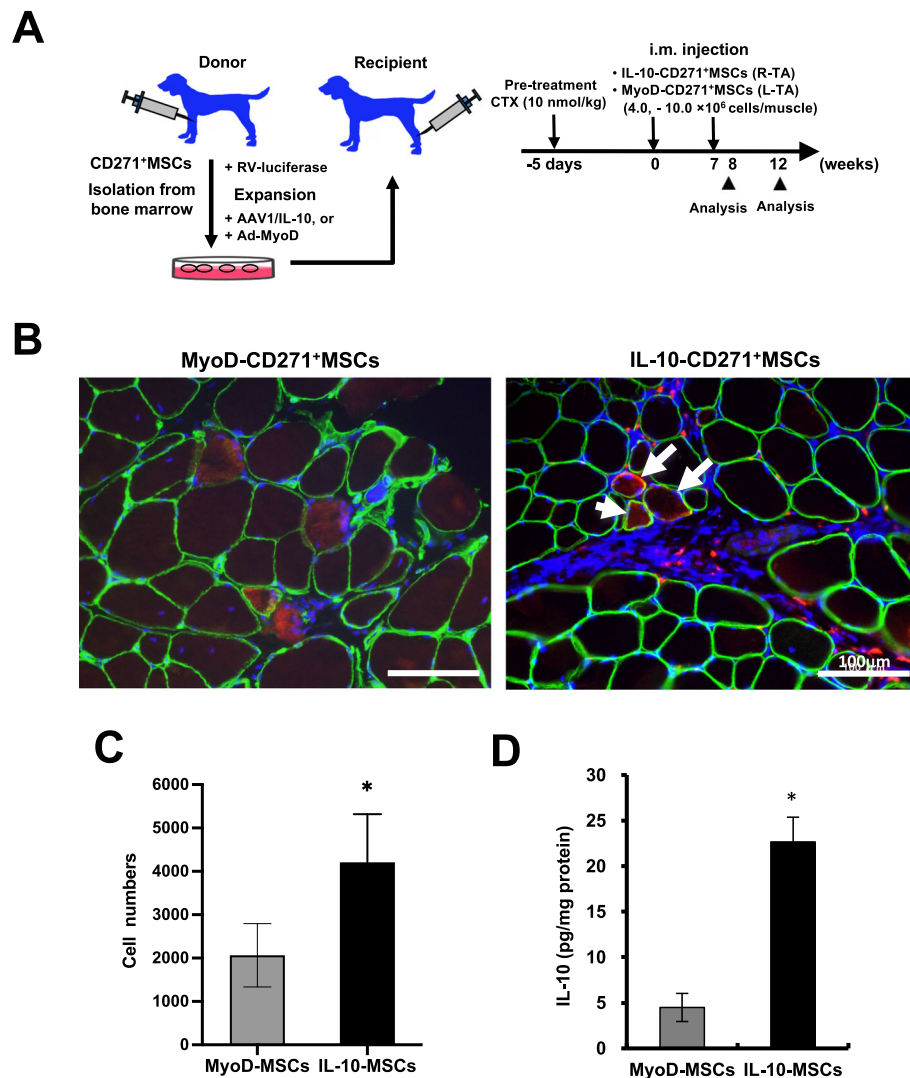 A
Donor
Recipient
CD271⁺MSCs
Isolation from
bone marrow
+ RV-luciferase
Expansion
+ AAV1/IL-10, or
+ Ad-MyoD
Pre-treatment
CTX (10 nmol/kg)
i.m. injection
• IL-10-CD271⁺MSCs (R-TA)
• MyoD-CD271⁺MSCs (L-TA)
(4.0, - 10.0 ×10⁶ cells/muscle)
-5 days 0 7 8 12 (weeks)
Analysis Analysis
B
MyoD-CD271⁺MSCs
IL-10-CD271⁺MSCs
100μm
C
Cell numbers
6000
5000
4000
3000
2000
1000
0
*
MyoD-MSCs IL-10-MSCs
D
IL-10 (pg/mg protein)
30
25
20
15
10
5
0
*
MyoD-MSCs IL-10-MSCs